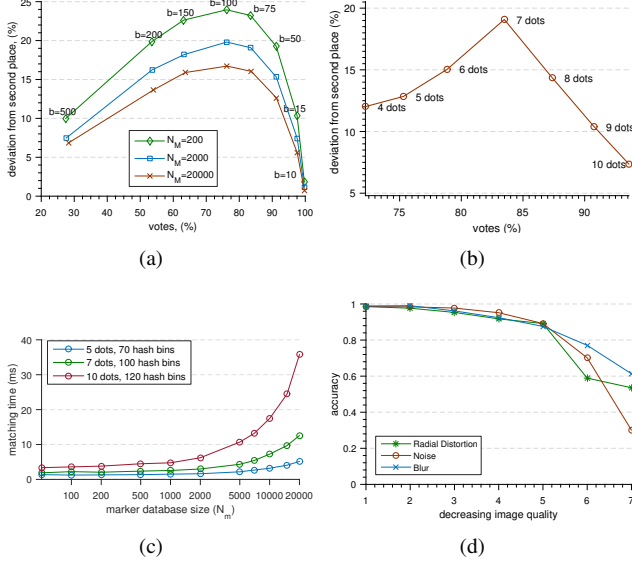 b=100
b=150
b=75
b=200
b=50
b=500
b=15
b=10
deviation from second place, (%)
25
20
15
10
5
0
N_M=200
N_M=2000
N_M=20000
20 30 40 50 60 70 80 90 100
votes, (%)
(a)
deviation from second place (%)
20
15
10
5
7 dots
6 dots
8 dots
5 dots
4 dots
9 dots
10 dots
75 80 85 90
votes (%)
(b)
matching time (ms)
40
30
20
10
0
5 dots, 70 hash bins
7 dots, 100 hash bins
10 dots, 120 hash bins
100 200 500 1000 2000 5000 10000 20000
marker database size (N_m)
(c)
accuracy
1
0.8
0.6
0.4
0.2
0
Radial Distortion
Noise
Blur
1 2 3 4 5 6 7
decreasing image quality
(d)